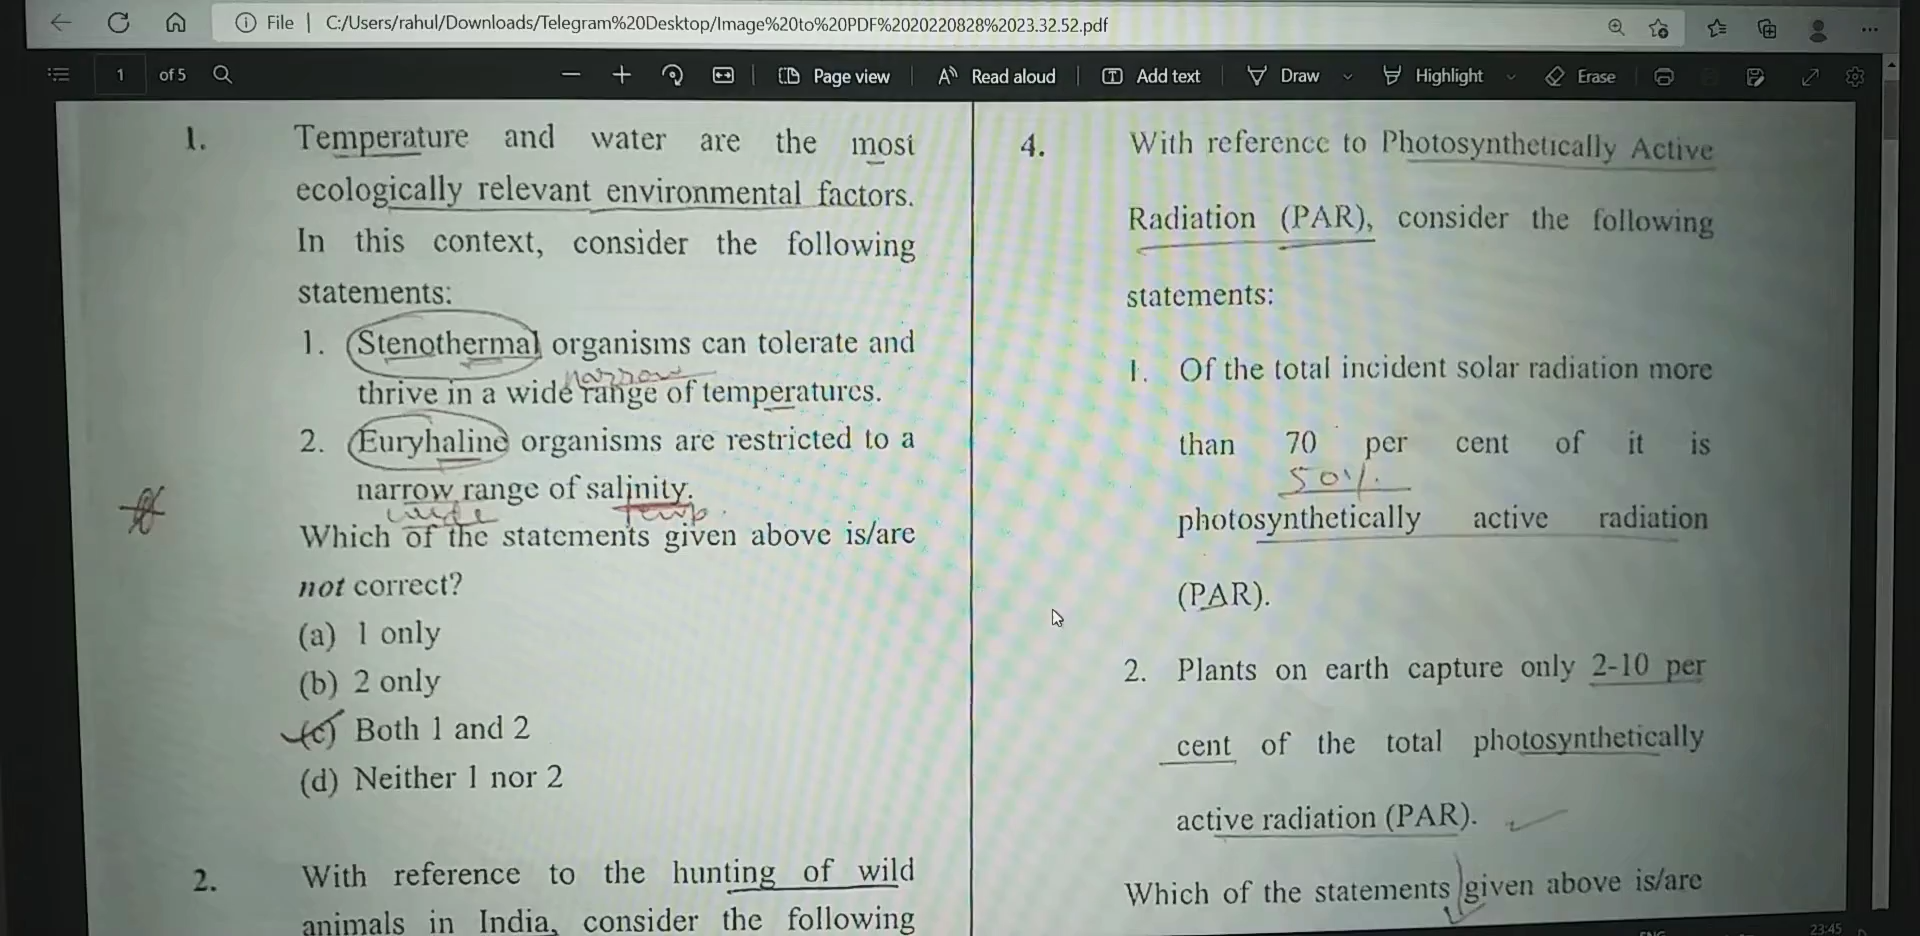 File | C:/Users/rahul/Downloads/Telegram%20Desktop/Image%20to%20PDF%2020220828%2023.32.52.pdf
1 of 5 Page view Read aloud Add text Draw Highlight Erase
1. Temperature and water are the most
ecologically relevant environmental factors.
In this context, consider the following
statements:
1. Stenothermal organisms can tolerate and
narrow
thrive in a wide range of temperatures.
2. Euryhaline organisms are restricted to a
narrow range of salinity.
wide temp.
Which of the statements given above is/are
not correct?
(a) 1 only
(b) 2 only
(c) Both 1 and 2
(d) Neither 1 nor 2
2. With reference to the hunting of wild
animals in India, consider the following
4. With reference to Photosynthetically Active
Radiation (PAR), consider the following
statements:
1. Of the total incident solar radiation more
than 70 per cent of it is
50%.
photosynthetically active radiation
(PAR).
2. Plants on earth capture only 2-10 per
cent of the total photosynthetically
active radiation (PAR).
Which of the statements given above is/are
ENG 23:45